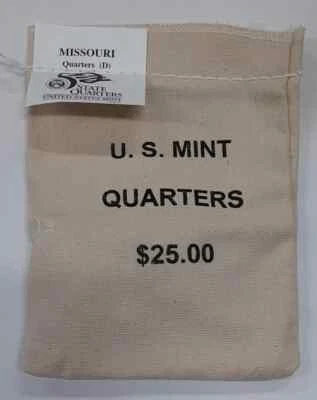 MISSOURI
Quarters (D)
50
STATE
QUARTERS
UNITED STATES MINT
U. S. MINT
QUARTERS
$25.00